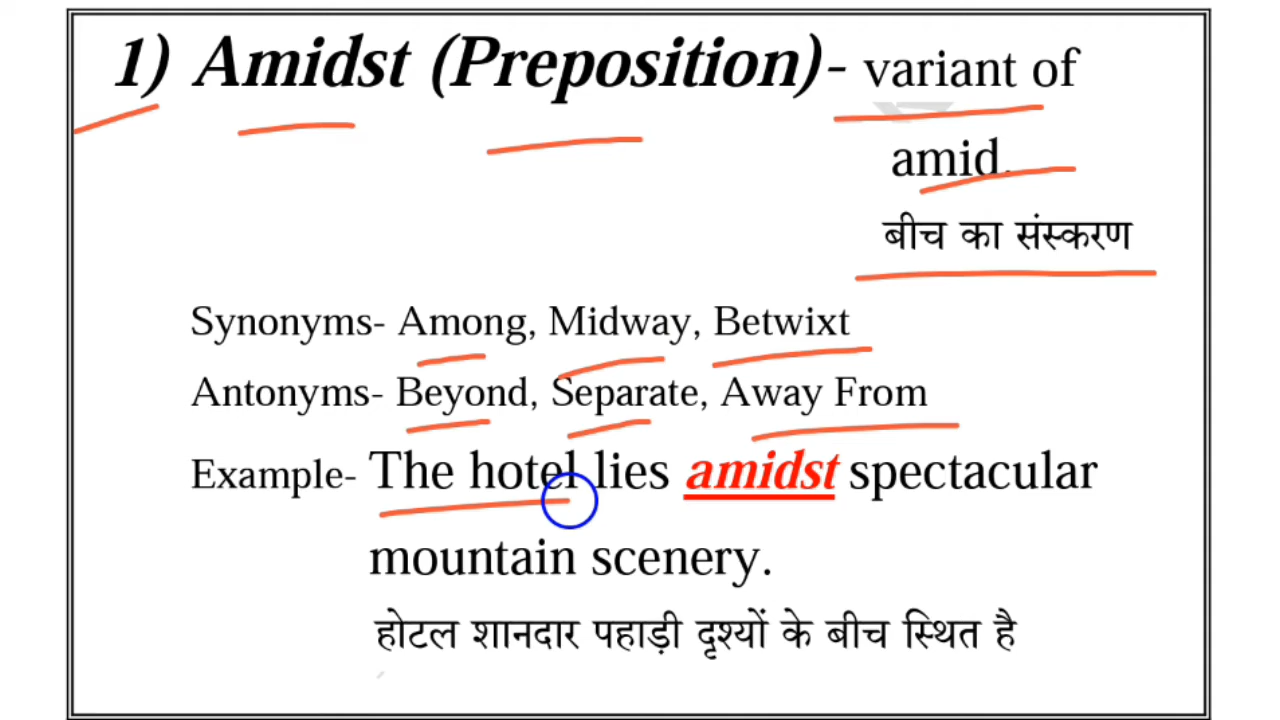 1) Amidst (Preposition)- variant of
amid.
बीच का संस्करण
Synonyms- Among, Midway, Betwixt
Antonyms- Beyond, Separate, Away From
Example- The hotel lies amidst spectacular
mountain scenery.
होटल शानदार पहाड़ी दृश्यों के बीच स्थित है